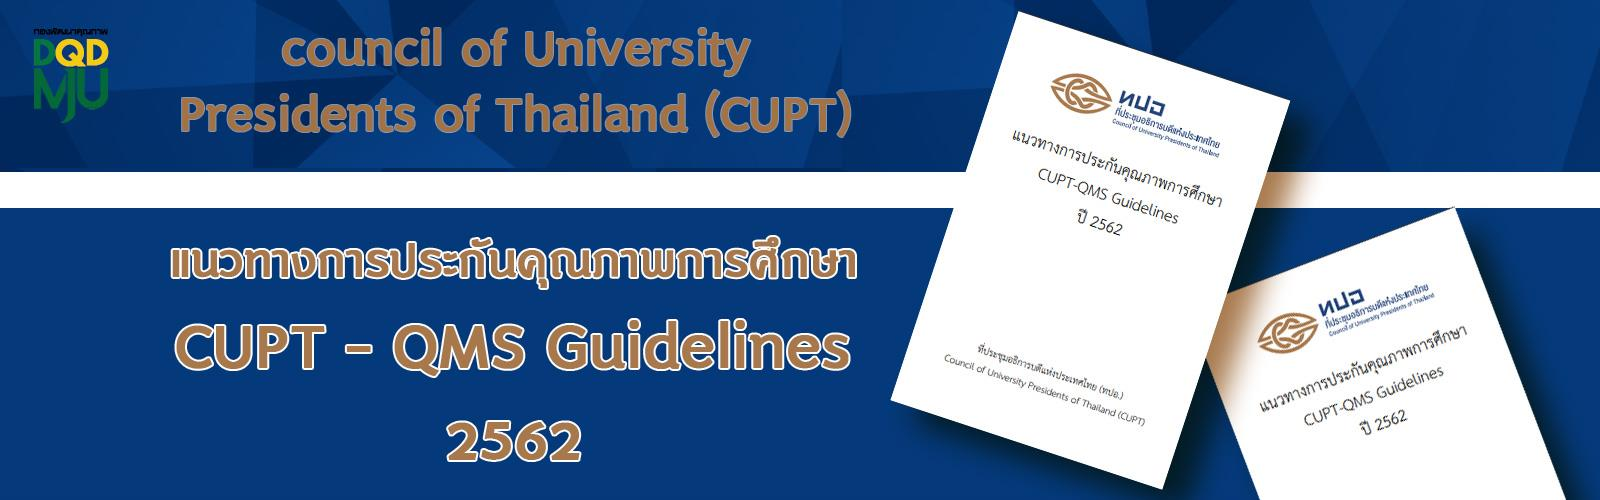 กองพัฒนาคุณภาพ
DQD
MJU
council of University
Presidents of Thailand (CUPT)
แนวทางการประกันคุณภาพการศึกษา
CUPT - QMS Guidelines
2562
ทปอ
ที่ประชุมอธิการบดีแห่งประเทศไทย
Council of University Presidents of Thailand
แนวทางการประกันคุณภาพการศึกษา
CUPT-QMS Guidelines
ปี 2562
ที่ประชุมอธิการบดีแห่งประเทศไทย (ทปอ.)
Council of University Presidents of Thailand (CUPT)
ทปอ
ที่ประชุมอธิการบดีแห่งประเทศไทย
Council of University Presidents of Thailand
แนวทางการประกันคุณภาพการศึกษา
CUPT-QMS Guidelines
ปี 2562